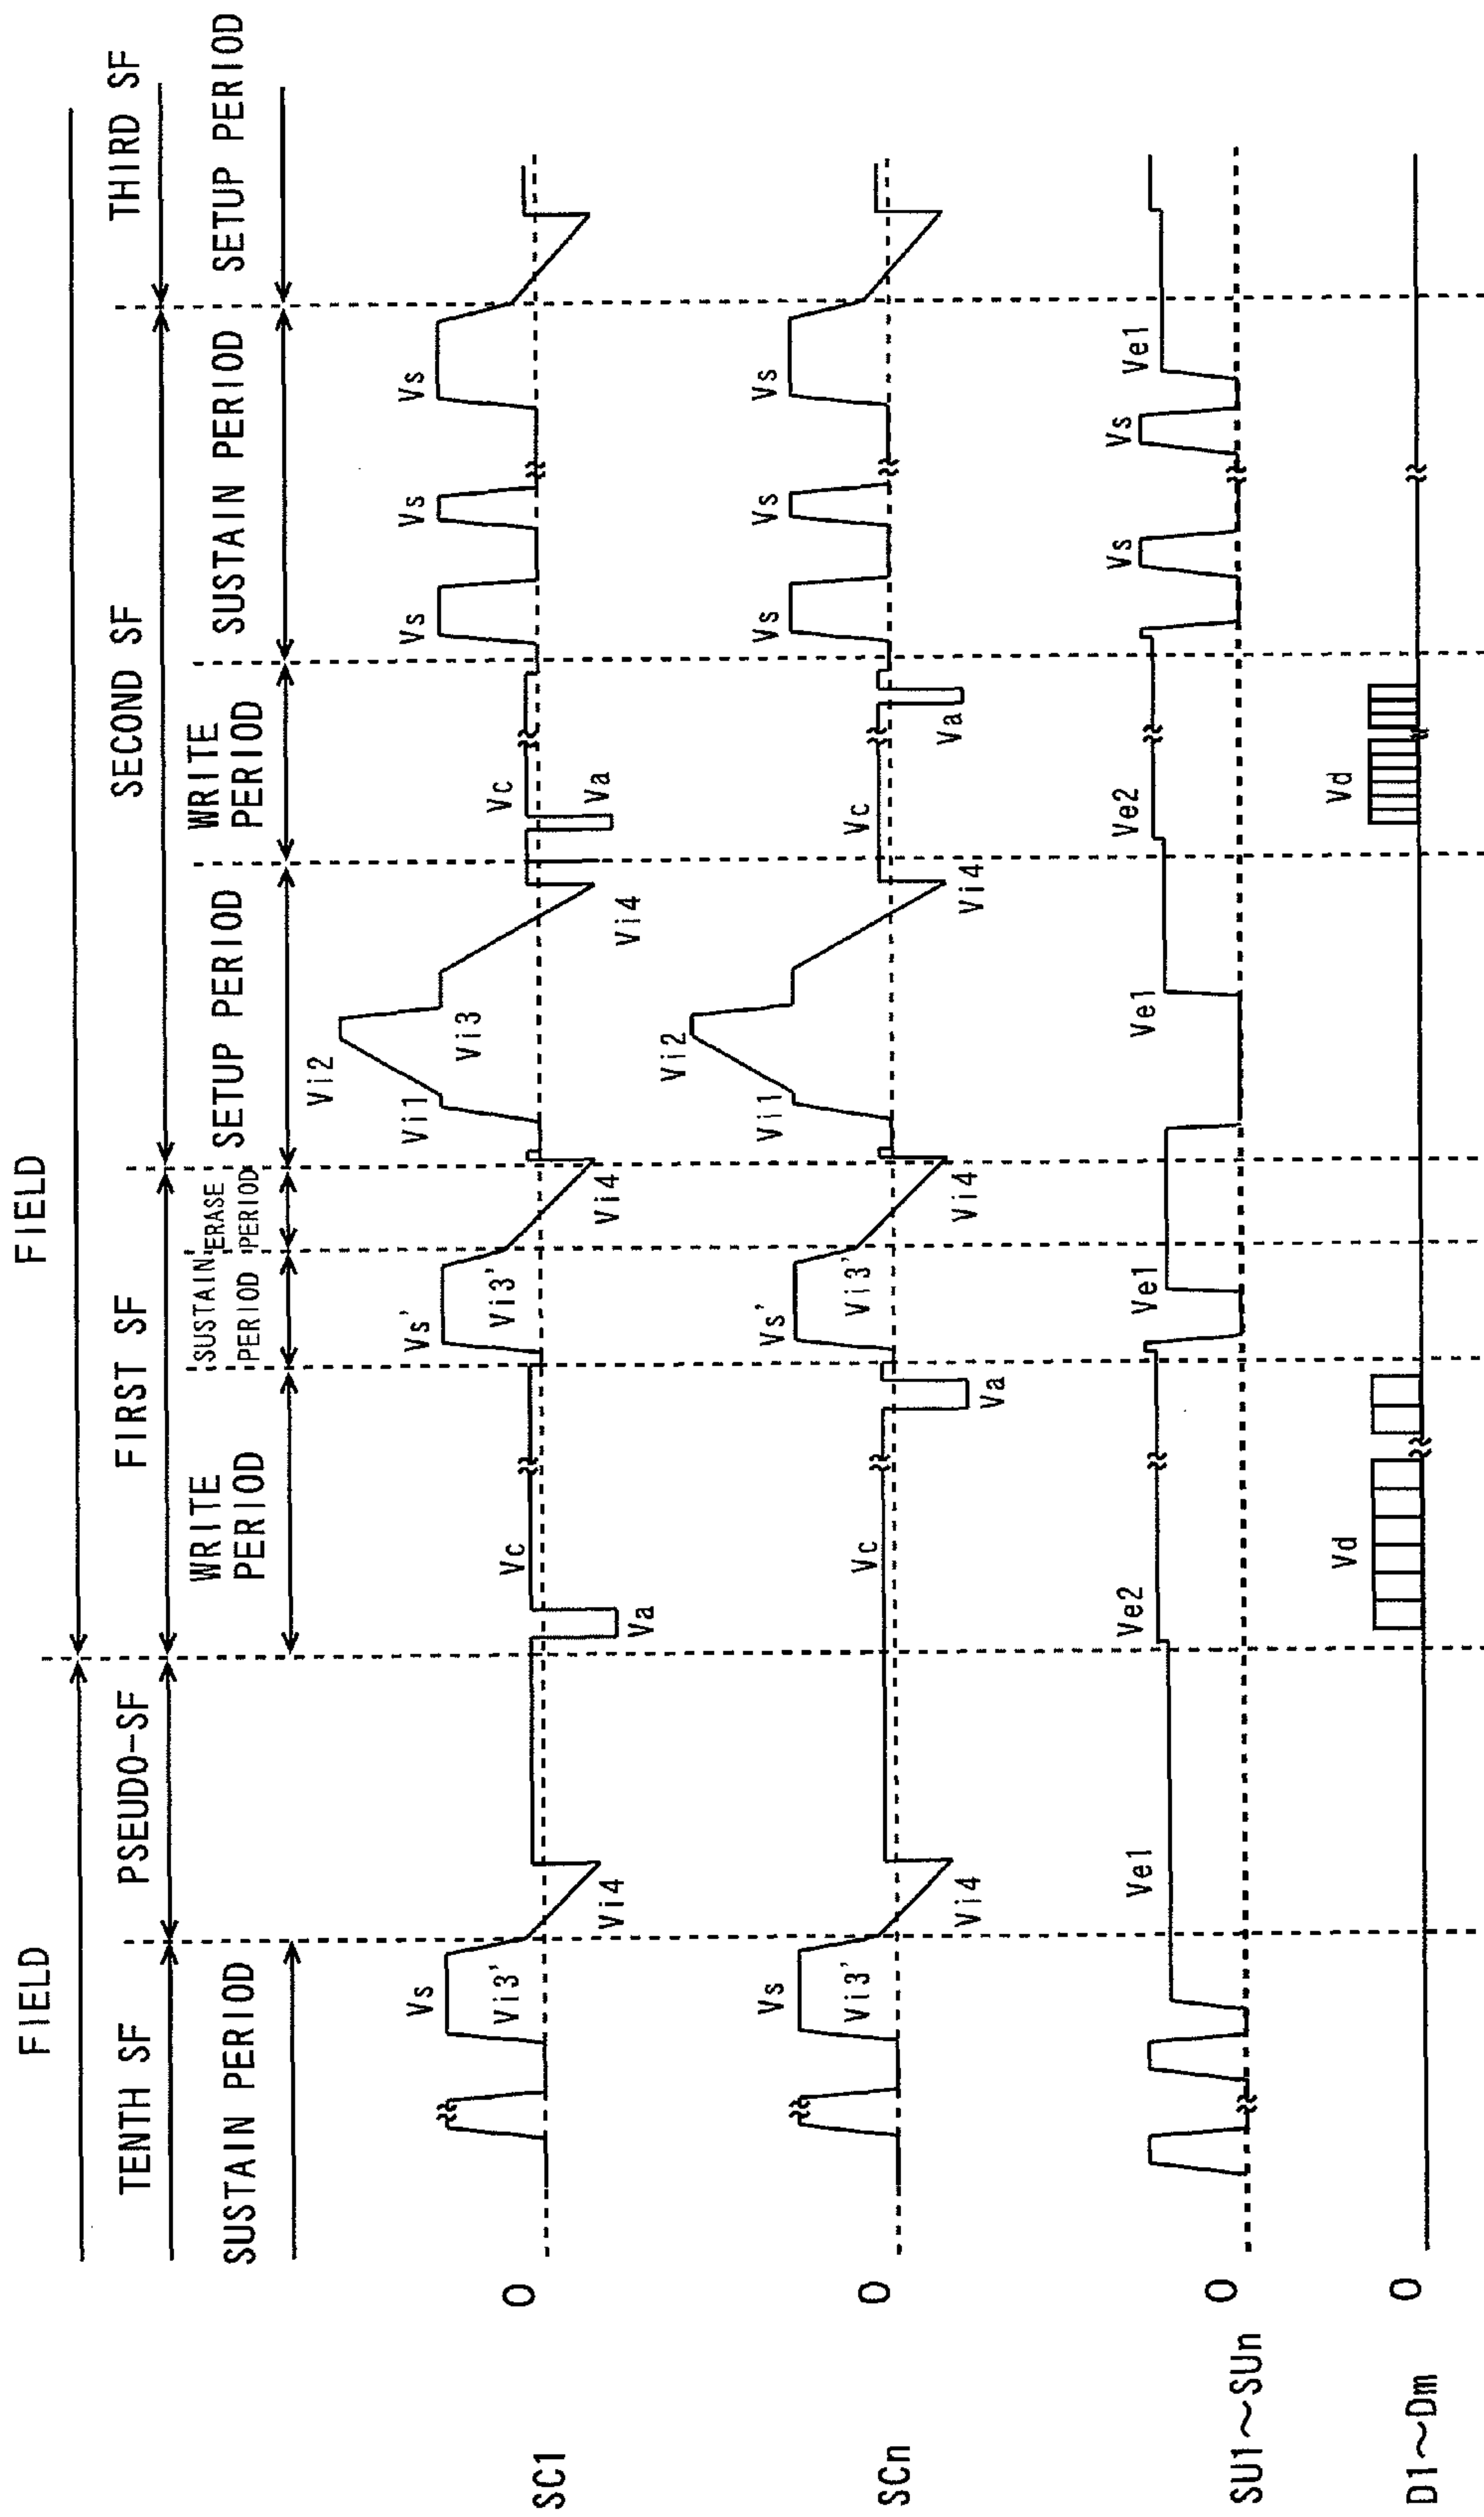 FIELD FIELD
TENTH SF PSEUDO-SF FIRST SF SECOND SF THIRD SF
SUSTAIN PERIOD WRITE PERIOD SUSTAIN PERIOD ERASE PERIOD SETUP PERIOD WRITE PERIOD SUSTAIN PERIOD SETUP PERIOD
Vi2
Vs Vs' Vi1 Vs Vs Vs
Vi3' Vc Vi3' Vi3 Vc
SC1 0
Vi4 Va Vi4 Vi4 Va
Vi2
Vs Vs' Vi1 Vs Vs Vs
Vi3' Vc Vi3' Vc
SCn 0
Vi4 Va Vi4 Vi4 Va
Ve1 Ve2 Ve1 Ve1 Ve2 Vs Vs Ve1
SU1~SUn 0
Vd Vd
D1~Dm 0